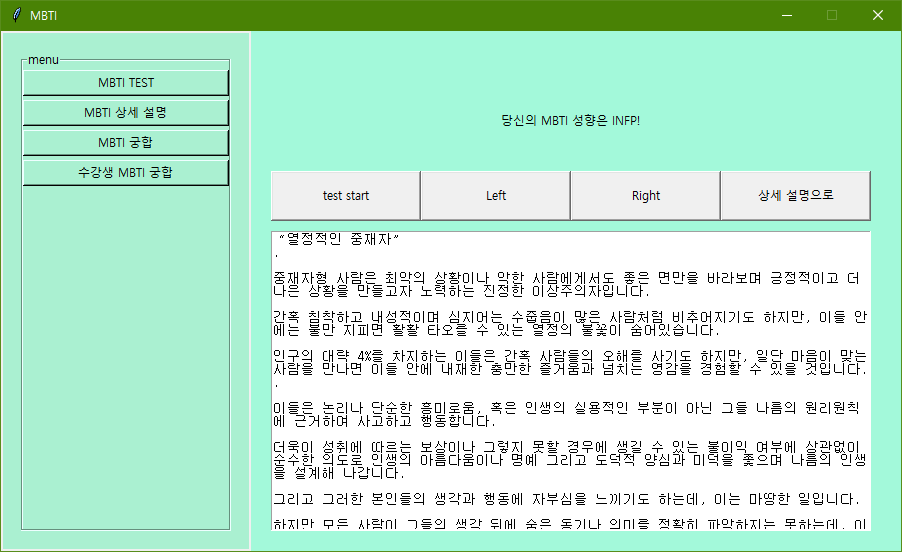 MBTI
menu
MBTI TEST
MBTI 상세 설명
MBTI 궁합
수강생 MBTI 궁합
당신의 MBTI 성향은 INFP!
test start
Left
Right
상세 설명으로
“열정적인 중재자”
.
중재자형 사람은 최악의 상황이나 악한 사람에게서도 좋은 면만을 바라보며 긍정적이고 더
나은 상황을 만들고자 노력하는 진정한 이상주의자입니다.
간혹 침착하고 내성적이며 심지어는 수줍음이 많은 사람처럼 비추어지기도 하지만, 이들 안
에는 불만 지피면 활활 타오를 수 있는 열정의 불꽃이 숨어있습니다.
인구의 대략 4%를 차지하는 이들은 간혹 사람들의 오해를 사기도 하지만, 일단 마음이 맞는
사람을 만나면 이들 안에 내재한 충만한 즐거움과 넘치는 영감을 경험할 수 있을 것입니다.
.
이들은 논리나 단순한 흥미로움, 혹은 인생의 실용적인 부분이 아닌 그들 나름의 원리원칙
에 근거하여 사고하고 행동합니다.
더욱이 성취에 따르는 보상이나 그렇지 못할 경우에 생길 수 있는 불이익 여부에 상관없이
순수한 의도로 인생의 아름다움이나 명예 그리고 도덕적 양심과 미덕을 좇으며 나름의 인생
을 설계해 나갑니다.
그리고 그러한 본인들의 생각과 행동에 자부심을 느끼기도 하는데, 이는 마땅한 일입니다.
하지만 모든 사람이 그들의 생각 뒤에 숨은 동기나 의미를 정확히 파악하지는 못하는데, 이